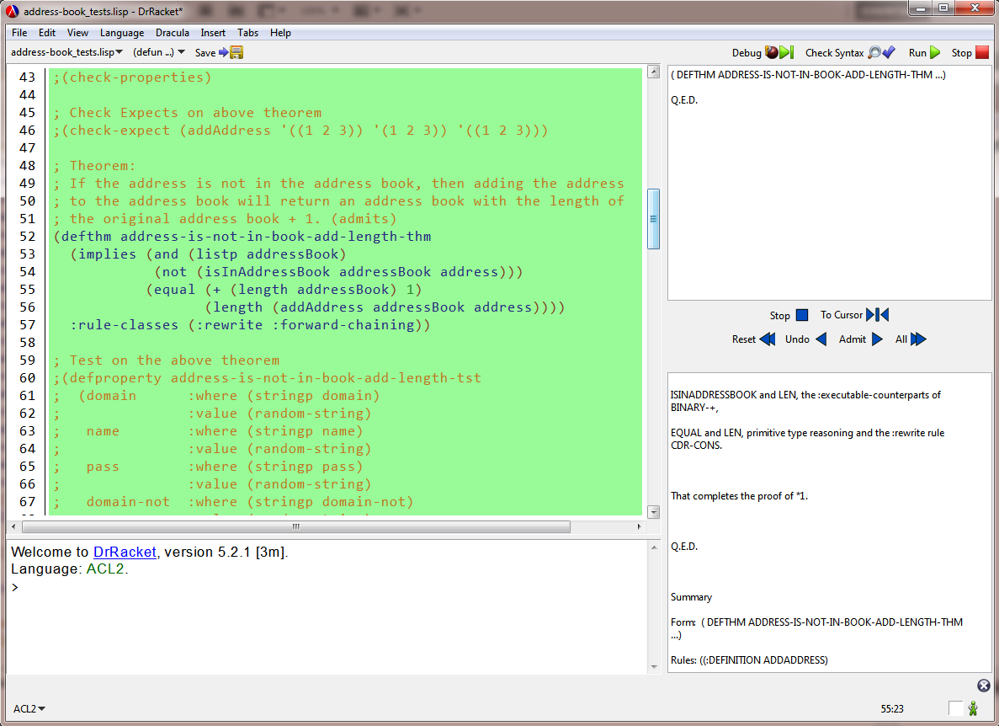 address-book_tests.lisp - DrRacket*
File Edit View Language Dracula Insert Tabs Help
address-book_tests.lisp (defun ...) Save Debug Check Syntax Run Stop
43 ;(check-properties)
44
45 ; Check Expects on above theorem
46 ;(check-expect (addAddress '((1 2 3)) '(1 2 3)) '((1 2 3)))
47
48 ; Theorem:
49 ; If the address is not in the address book, then adding the address
50 ; to the address book will return an address book with the length of
51 ; the original address book + 1. (admits)
52 (defthm address-is-not-in-book-add-length-thm
53 (implies (and (listp addressBook)
54 (not (isInAddressBook addressBook address)))
55 (equal (+ (length addressBook) 1)
56 (length (addAddress addressBook address))))
57 :rule-classes (:rewrite :forward-chaining))
58
59 ; Test on the above theorem
60 ;(defproperty address-is-not-in-book-add-length-tst
61 ; (domain :where (stringp domain)
62 ; :value (random-string)
63 ; name :where (stringp name)
64 ; :value (random-string)
65 ; pass :where (stringp pass)
66 ; :value (random-string)
67 ; domain-not :where (stringp domain-not)
Welcome to DrRacket, version 5.2.1 [3m].
Language: ACL2.
>
( DEFTHM ADDRESS-IS-NOT-IN-BOOK-ADD-LENGTH-THM ...)
Q.E.D.
Stop To Cursor
Reset Undo Admit All
ISINADDRESSBOOK and LEN, the :executable-counterparts of
BINARY-+,
EQUAL and LEN, primitive type reasoning and the :rewrite rule
CDR-CONS.
That completes the proof of *1.
Q.E.D.
Summary
Form: ( DEFTHM ADDRESS-IS-NOT-IN-BOOK-ADD-LENGTH-THM
...)
Rules: ((:DEFINITION ADDADDRESS)
ACL2 55:23